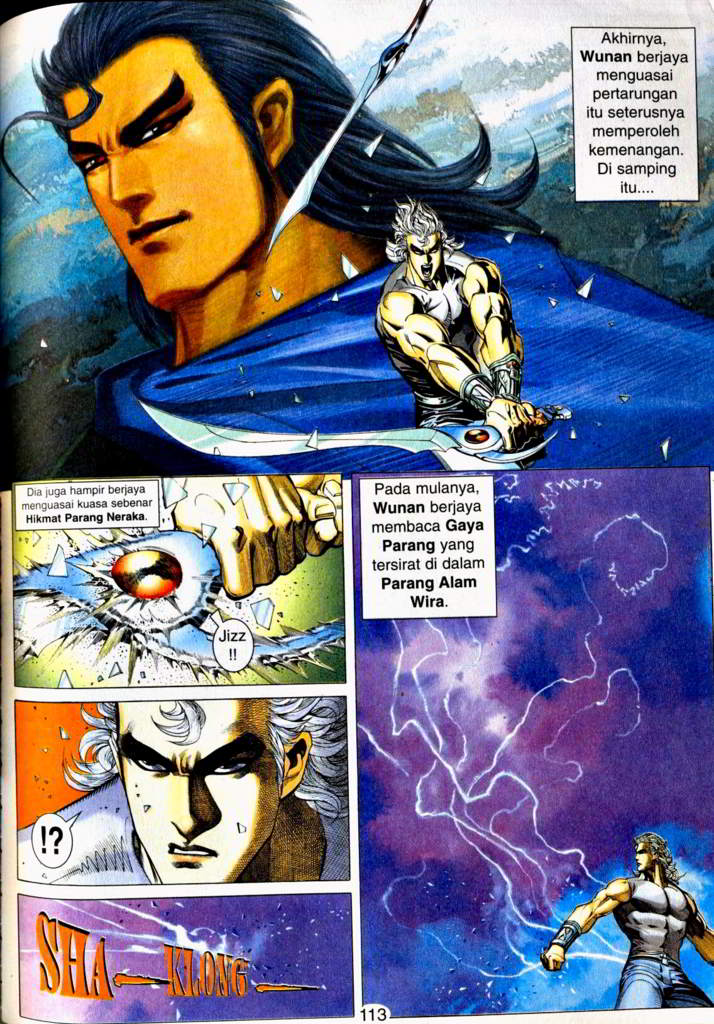 Akhirnya,
Wunan berjaya
menguasai
pertarungan
itu seterusnya
memperoleh
kemenangan.
Di samping
itu....
Dia juga hampir berjaya
menguasai kuasa sebenar
Hikmat Parang Neraka.
Jizz
!!
Pada mulanya,
Wunan berjaya
membaca Gaya
Parang yang
tersirat di dalam
Parang Alam
Wira.
!?
SHA — KLONG —
113